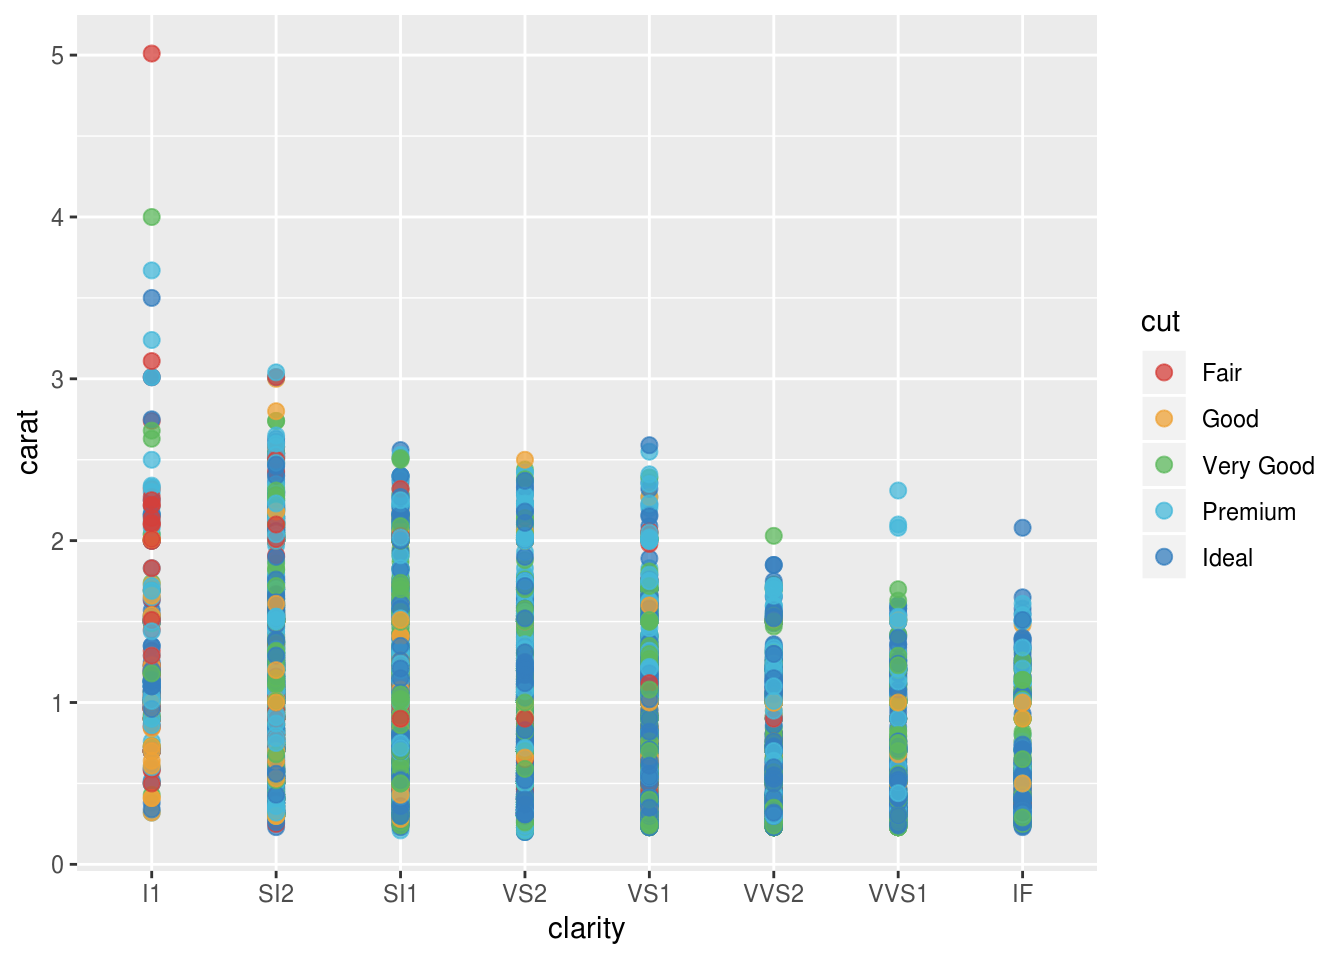 5
4
3
2
1
0
carat
I1 SI2 SI1 VS2 VS1 VVS2 VVS1 IF
clarity
cut
Fair
Good
Very Good
Premium
Ideal